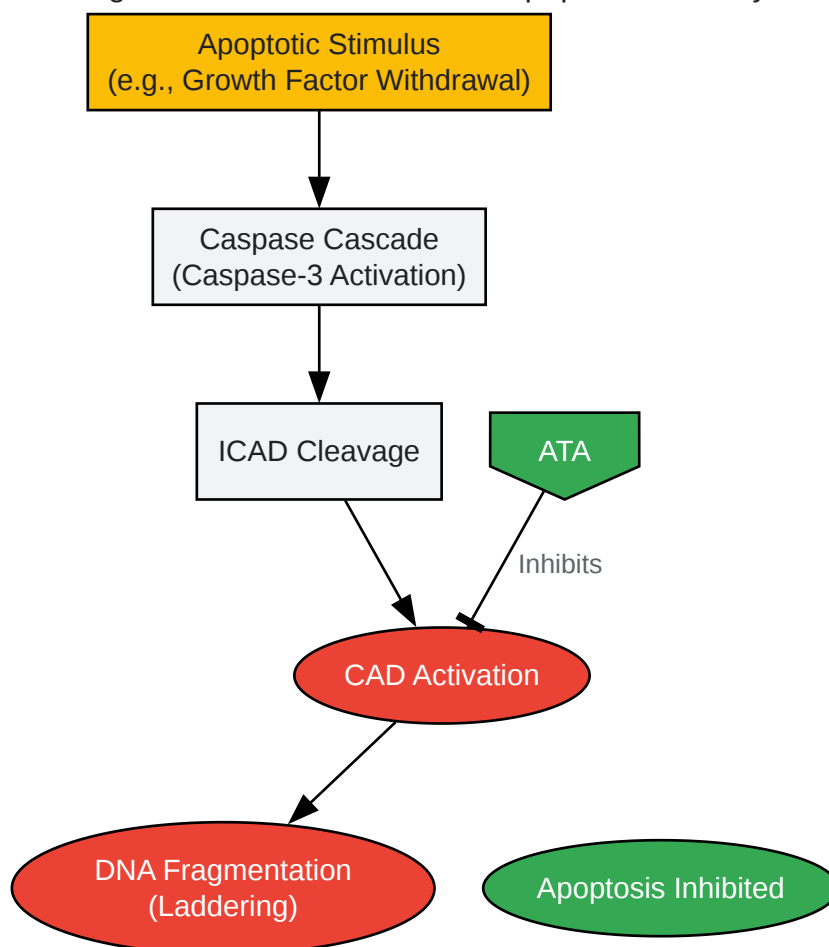 Apoptotic Stimulus
(e.g., Growth Factor Withdrawal)
Caspase Cascade
(Caspase-3 Activation)
ICAD Cleavage
ATA
Inhibits
CAD Activation
DNA Fragmentation
(Laddering)
Apoptosis Inhibited